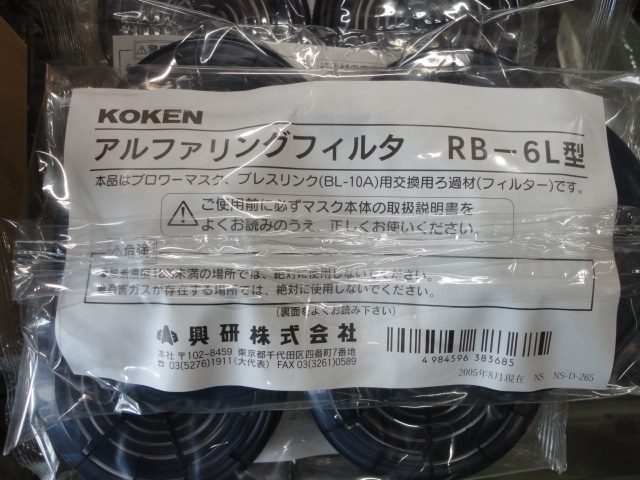 KOKEN
アルファリングフィルタ RB-6L型
本品はブロワーマスク、ブレスリンク(BL-10A)用交換用ろ過材(フィルター)です。
ご使用前に必ずマスク本体の取扱説明書を
よくお読みのうえ 正しくお使いください。
危険
未満の場所では、絶対に使用しないでください。
有害ガスが存在する場所では、絶対に使用しないでください。
(裏面をよくお読み下さい)
興研株式会社
本社 〒102-8459 東京都千代田区四番町7番地
☎ 03(5276)1911(大代表) FAX 03(3261)0589
4 984596 383685
2005年8月現在 NS NS-D-265